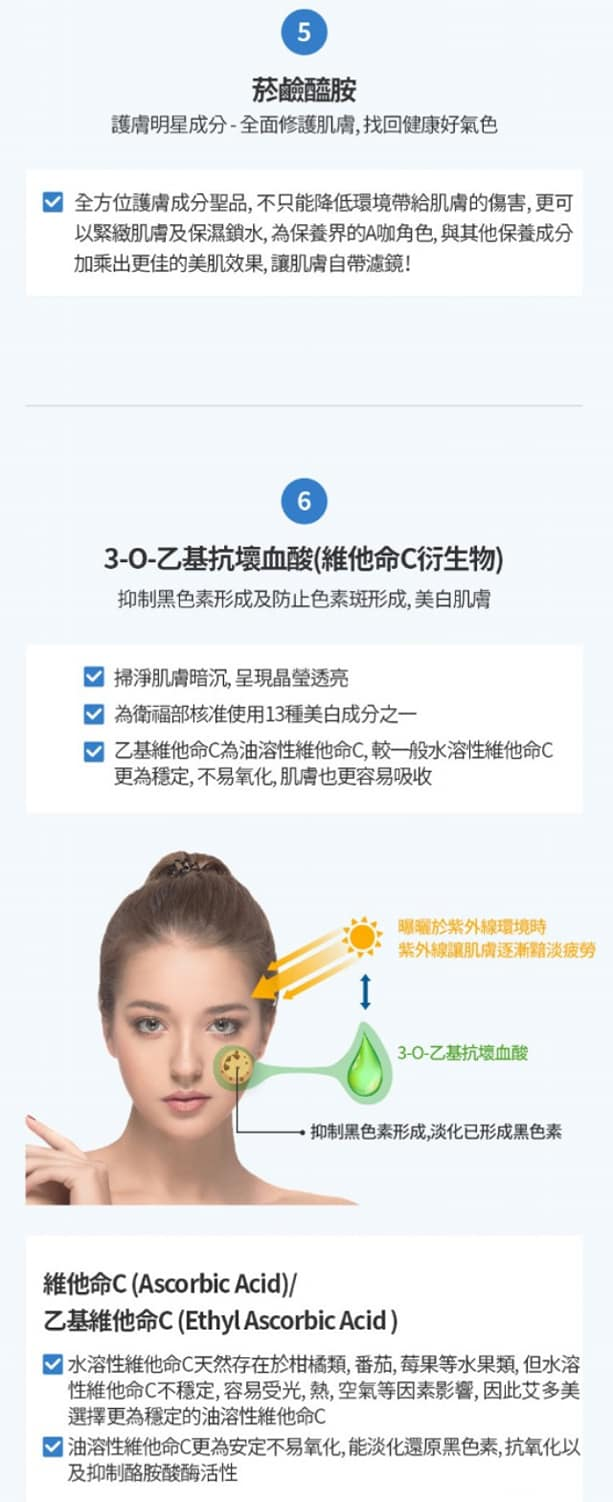 5
菸鹼醯胺
護膚明星成分 - 全面修護肌膚, 找回健康好氣色
全方位護膚成分聖品, 不只能降低環境帶給肌膚的傷害, 更可
以緊緻肌膚及保濕鎖水, 為保養界的A咖角色, 與其他保養成分
加乘出更佳的美肌效果, 讓肌膚自帶濾鏡!
6
3-O-乙基抗壞血酸(維他命C衍生物)
抑制黑色素形成及防止色素斑形成, 美白肌膚
掃淨肌膚暗沉, 呈現晶瑩透亮
為衛福部核准使用13種美白成分之一
乙基維他命C為油溶性維他命C, 較一般水溶性維他命C
更為穩定, 不易氧化, 肌膚也更容易吸收
曝曬於紫外線環境時
紫外線讓肌膚逐漸黯淡疲勞
3-O-乙基抗壞血酸
抑制黑色素形成,淡化已形成黑色素
維他命C (Ascorbic Acid)/
乙基維他命C (Ethyl Ascorbic Acid )
水溶性維他命C天然存在於柑橘類, 番茄, 莓果等水果類, 但水溶
性維他命C不穩定, 容易受光, 熱, 空氣等因素影響, 因此艾多美
選擇更為穩定的油溶性維他命C
油溶性維他命C更為安定不易氧化, 能淡化還原黑色素, 抗氧化以
及抑制酪胺酸酶活性